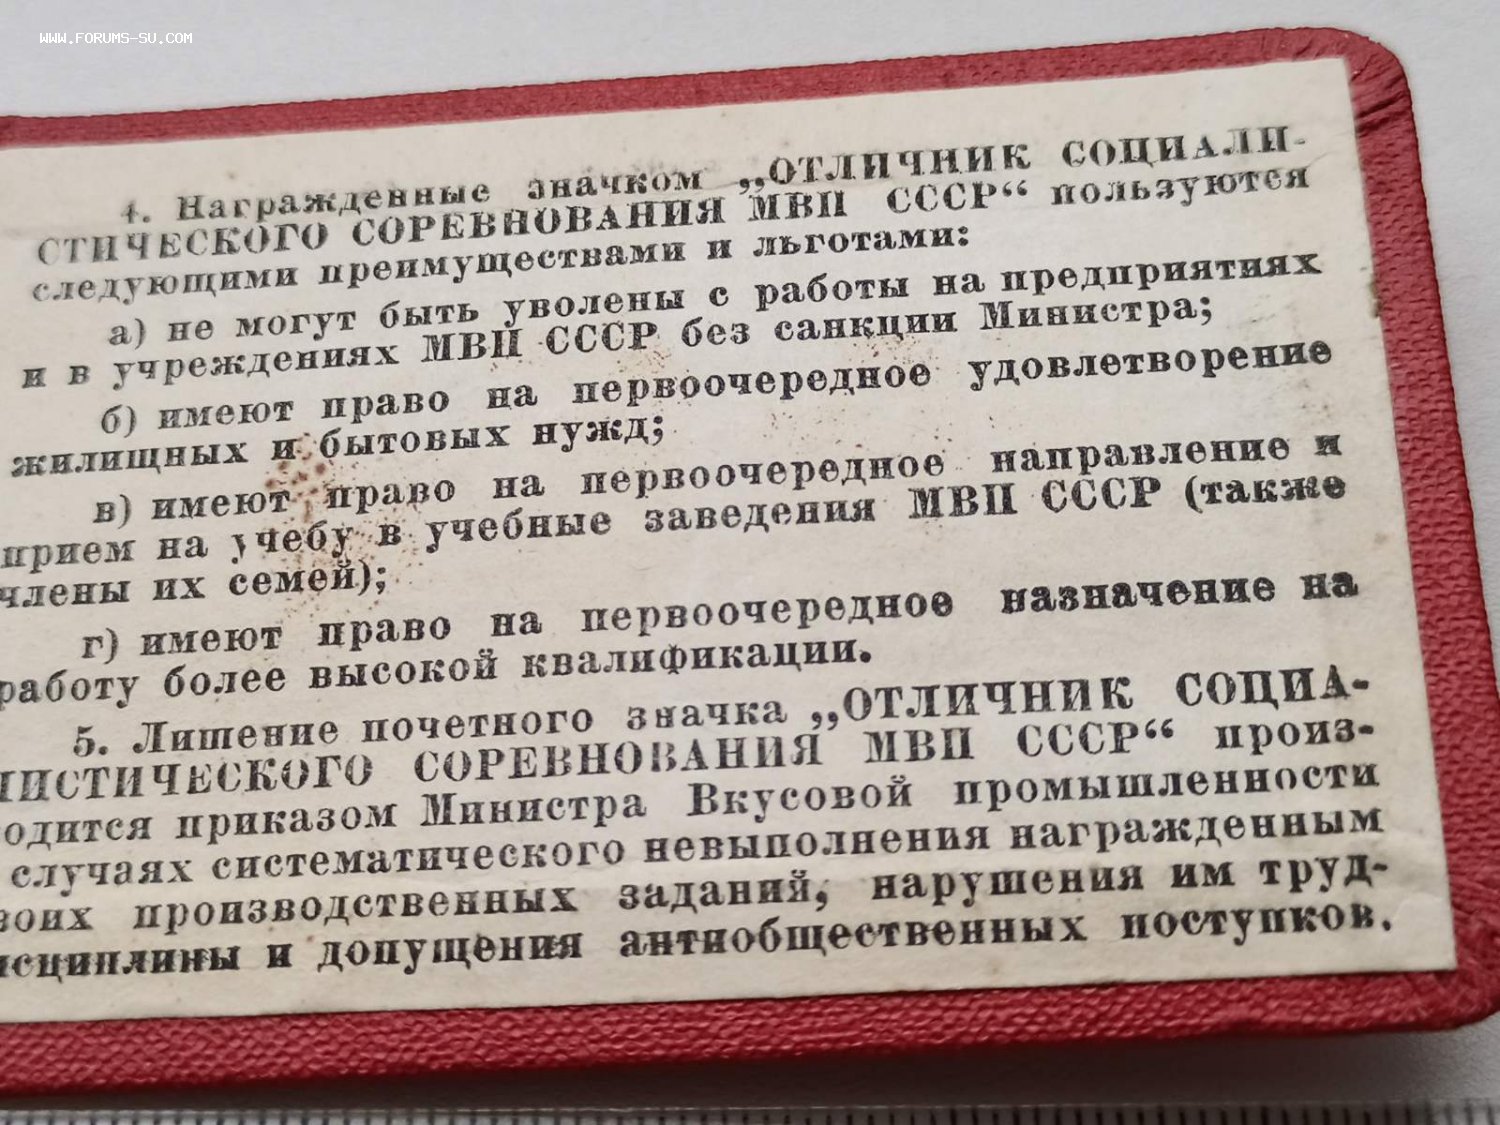 WWW.FORUMS-SU.COM
4. Награжденные значком „ОТЛИЧНИК СОЦИАЛИ-
СТИЧЕСКОГО СОРЕВНОВАНИЯ МВП СССР“ пользуются
следующими преимуществами и льготами:
а) не могут быть уволены с работы на предприятиях
и в учреждениях МВП СССР без санкции Министра;
б) имеют право на первоочередное удовлетворение
жилищных и бытовых нужд;
в) имеют право на первоочередное направление и
прием на учебу в учебные заведения МВП СССР (также
члены их семей);
г) имеют право на первоочередное назначение на
работу более высокой квалификации.
5. Лишение почетного значка „ОТЛИЧНИК СОЦИА-
ЛИСТИЧЕСКОГО СОРЕВНОВАНИЯ МВП СССР“ произ-
одится приказом Министра Вкусовой промышленности
случаях систематического невыполнения награжденным
воих производственных заданий, нарушения им труд-
исциплины и допущения антиобщественных поступков.